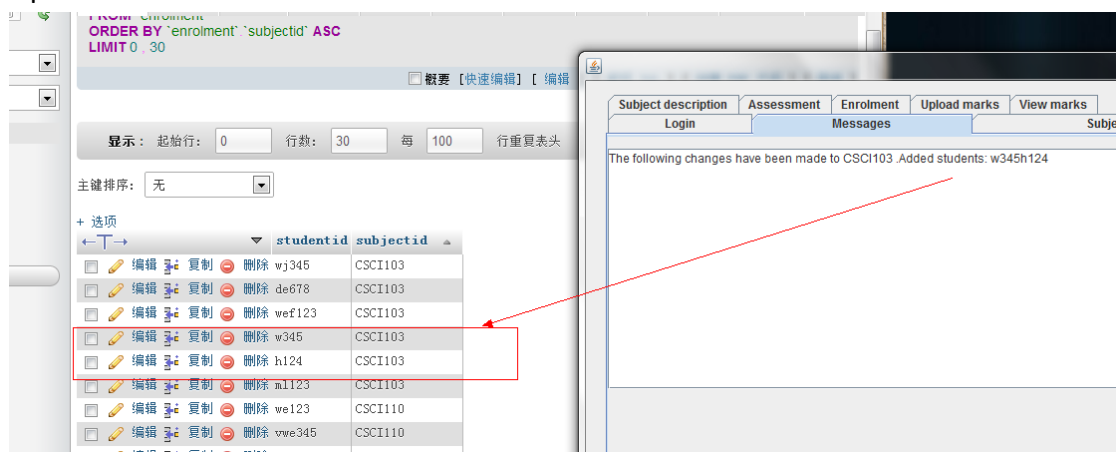 ORDER BY `enrolment`.`subjectid` ASC
LIMIT 0 , 30
概要 [快速编辑] [ 编辑
显示： 起始行： 0 行数： 30 每 100 行重复表头
主键排序： 无
+ 选项
←T→ studentid subjectid
编辑 复制 删除 wj345 CSCI103
编辑 复制 删除 de678 CSCI103
编辑 复制 删除 wef123 CSCI103
编辑 复制 删除 w345 CSCI103
编辑 复制 删除 h124 CSCI103
编辑 复制 删除 ml123 CSCI103
编辑 复制 删除 we123 CSCI110
编辑 复制 删除 vwe345 CSCI110
Subject description Assessment Enrolment Upload marks View marks
Login Messages Subje
The following changes have been made to CSCI103 .Added students: w345h124